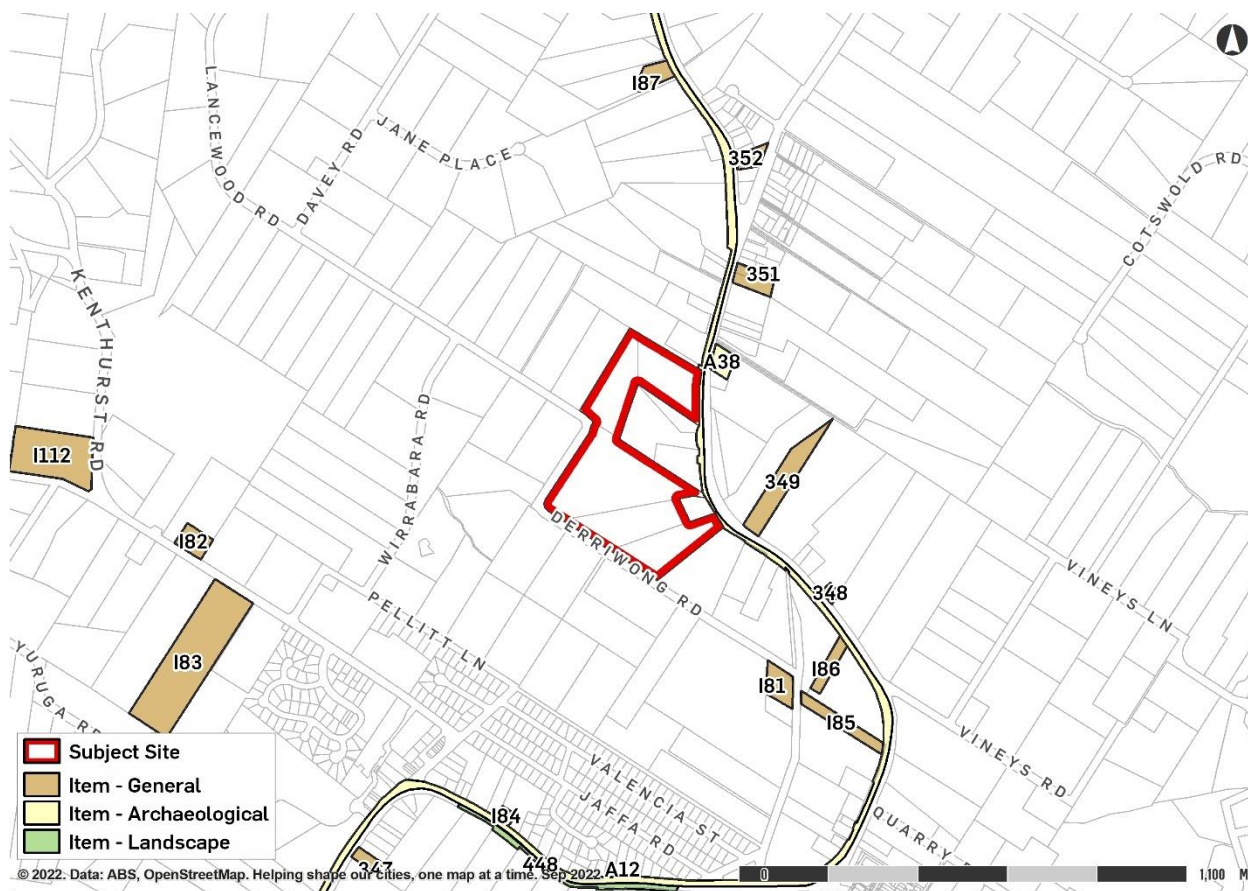 I87
LANCEWOOD RD
DAVEY RD
JANE PLACE
352
COTSWOLD RD
351
KENTHURST RD
A38
WIRRABARA RD
I112
349
I82
DERRIWONG RD
VINEYS LN
348
PELLITT LN
I83
I86
I81
YURUGA RD
I85
VINEYS RD
Subject Site
Item - General
Item - Archaeological
Item - Landscape
VALENCIA ST
JAFFA RD
I84
QUARRY
448
A12
347
© 2022. Data: ABS, OpenStreetMap. Helping shape our cities, one map at a time. Sep 2022
0
1,100
M